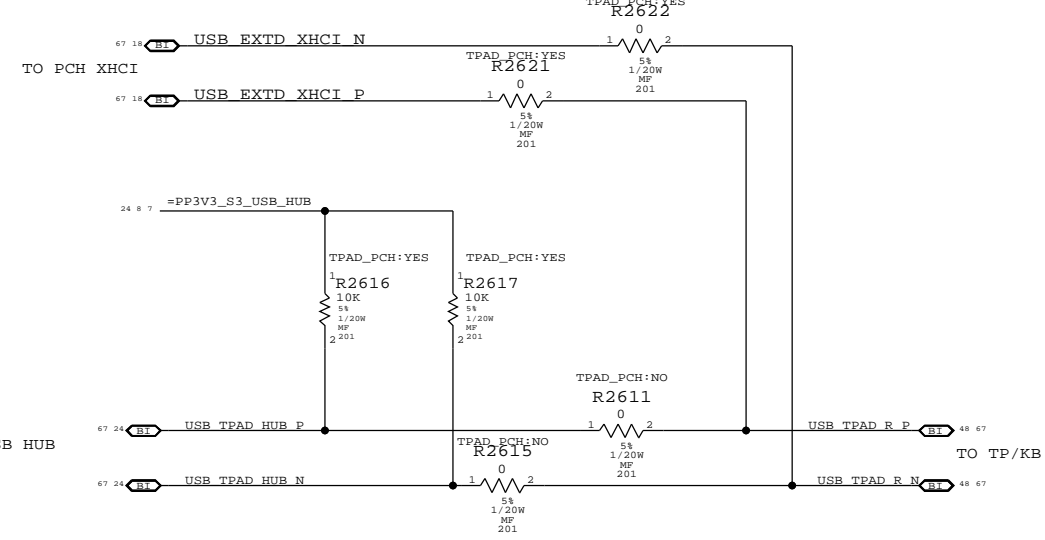 TPAD_PCH:YES
R2622
0
67 18 BI USB_EXTD_XHCI_N
1 2
5%
1/20W
MF
201
TO PCH XHCI
TPAD_PCH:YES
R2621
0
67 18 BI USB_EXTD_XHCI_P
1 2
5%
1/20W
MF
201
24 8 7 =PP3V3_S3_USB_HUB
TPAD_PCH:YES
1
R2616
10K
5%
1/20W
MF
2 201
TPAD_PCH:YES
1
R2617
10K
5%
1/20W
MF
2 201
TPAD_PCH:NO
R2611
0
67 24 BI USB_TPAD_HUB_P
1 2
5%
1/20W
MF
201
USB_TPAD_R_P BI 48 67
SB HUB
TO TP/KB
TPAD_PCH:NO
R2615
0
67 24 BI USB_TPAD_HUB_N
1 2
5%
1/20W
MF
201
USB_TPAD_R_N BI 48 67